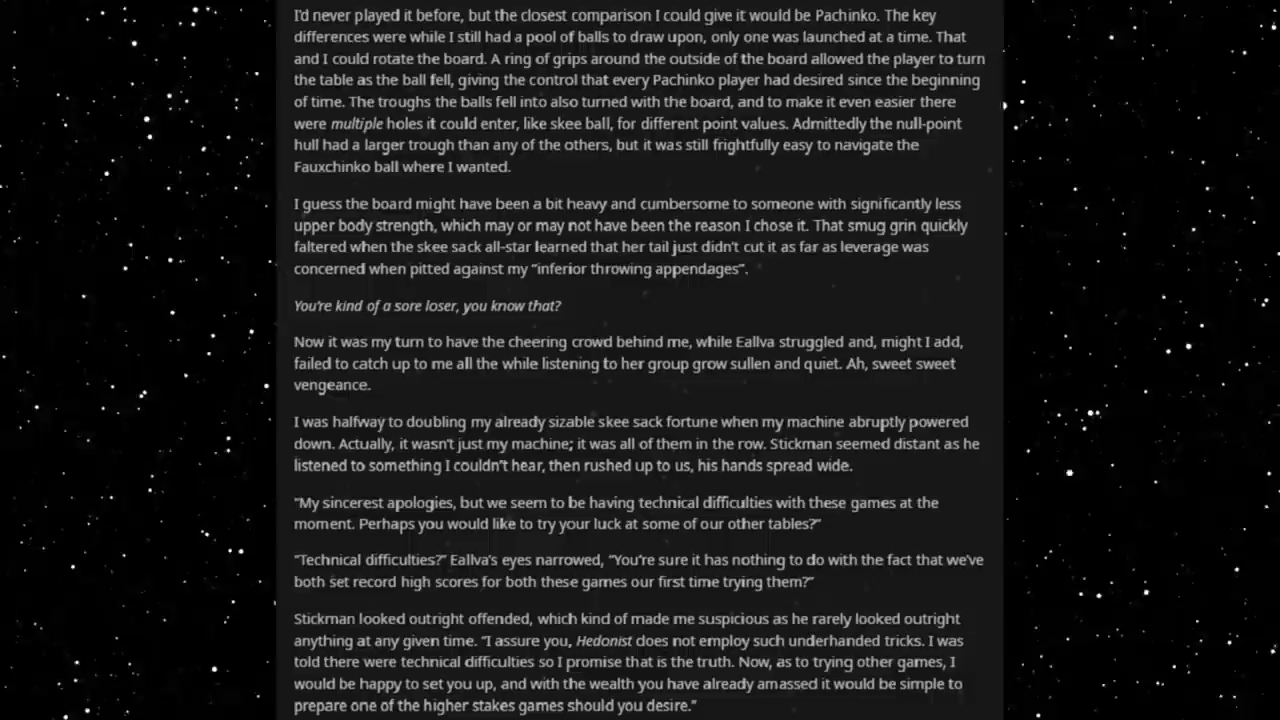 I'd never played it before, but the closest comparison I could give it would be Pachinko. The key
differences were while I still had a pool of balls to draw upon, only one was launched at a time. That
and I could rotate the board. A ring of grips around the outside of the board allowed the player to turn
the table as the ball fell, giving the control that every Pachinko player had desired since the beginning
of time. The troughs the balls fell into also turned with the board, and to make it even easier there
were multiple holes it could enter, like skee ball, for different point values. Admittedly the null-point
hull had a larger trough than any of the others, but it was still frightfully easy to navigate the
Fauxchinko ball where I wanted.
I guess the board might have been a bit heavy and cumbersome to someone with significantly less
upper body strength, which may or may not have been the reason I chose it. That smug grin quickly
faltered when the skee sack all-star learned that her tail just didn't cut it as far as leverage was
concerned when pitted against my "inferior throwing appendages".
You're kind of a sore loser, you know that?
Now it was my turn to have the cheering crowd behind me, while Eallva struggled and, might I add,
failed to catch up to me all the while listening to her group grow sullen and quiet. Ah, sweet sweet
vengeance.
I was halfway to doubling my already sizable skee sack fortune when my machine abruptly powered
down. Actually, it wasn't just my machine; it was all of them in the row. Stickman seemed distant as he
listened to something I couldn't hear, then rushed up to us, his hands spread wide.
"My sincerest apologies, but we seem to be having technical difficulties with these games at the
moment. Perhaps you would like to try your luck at some of our other tables?"
"Technical difficulties?" Eallva's eyes narrowed, "You're sure it has nothing to do with the fact that we've
both set record high scores for both these games our first time trying them?"
Stickman looked outright offended, which kind of made me suspicious as he rarely looked outright
anything at any given time. "I assure you, Hedonist does not employ such underhanded tricks. I was
told there were technical difficulties so I promise that is the truth. Now, as to trying other games, I
would be happy to set you up, and with the wealth you have already amassed it would be simple to
prepare one of the higher stakes games should you desire."